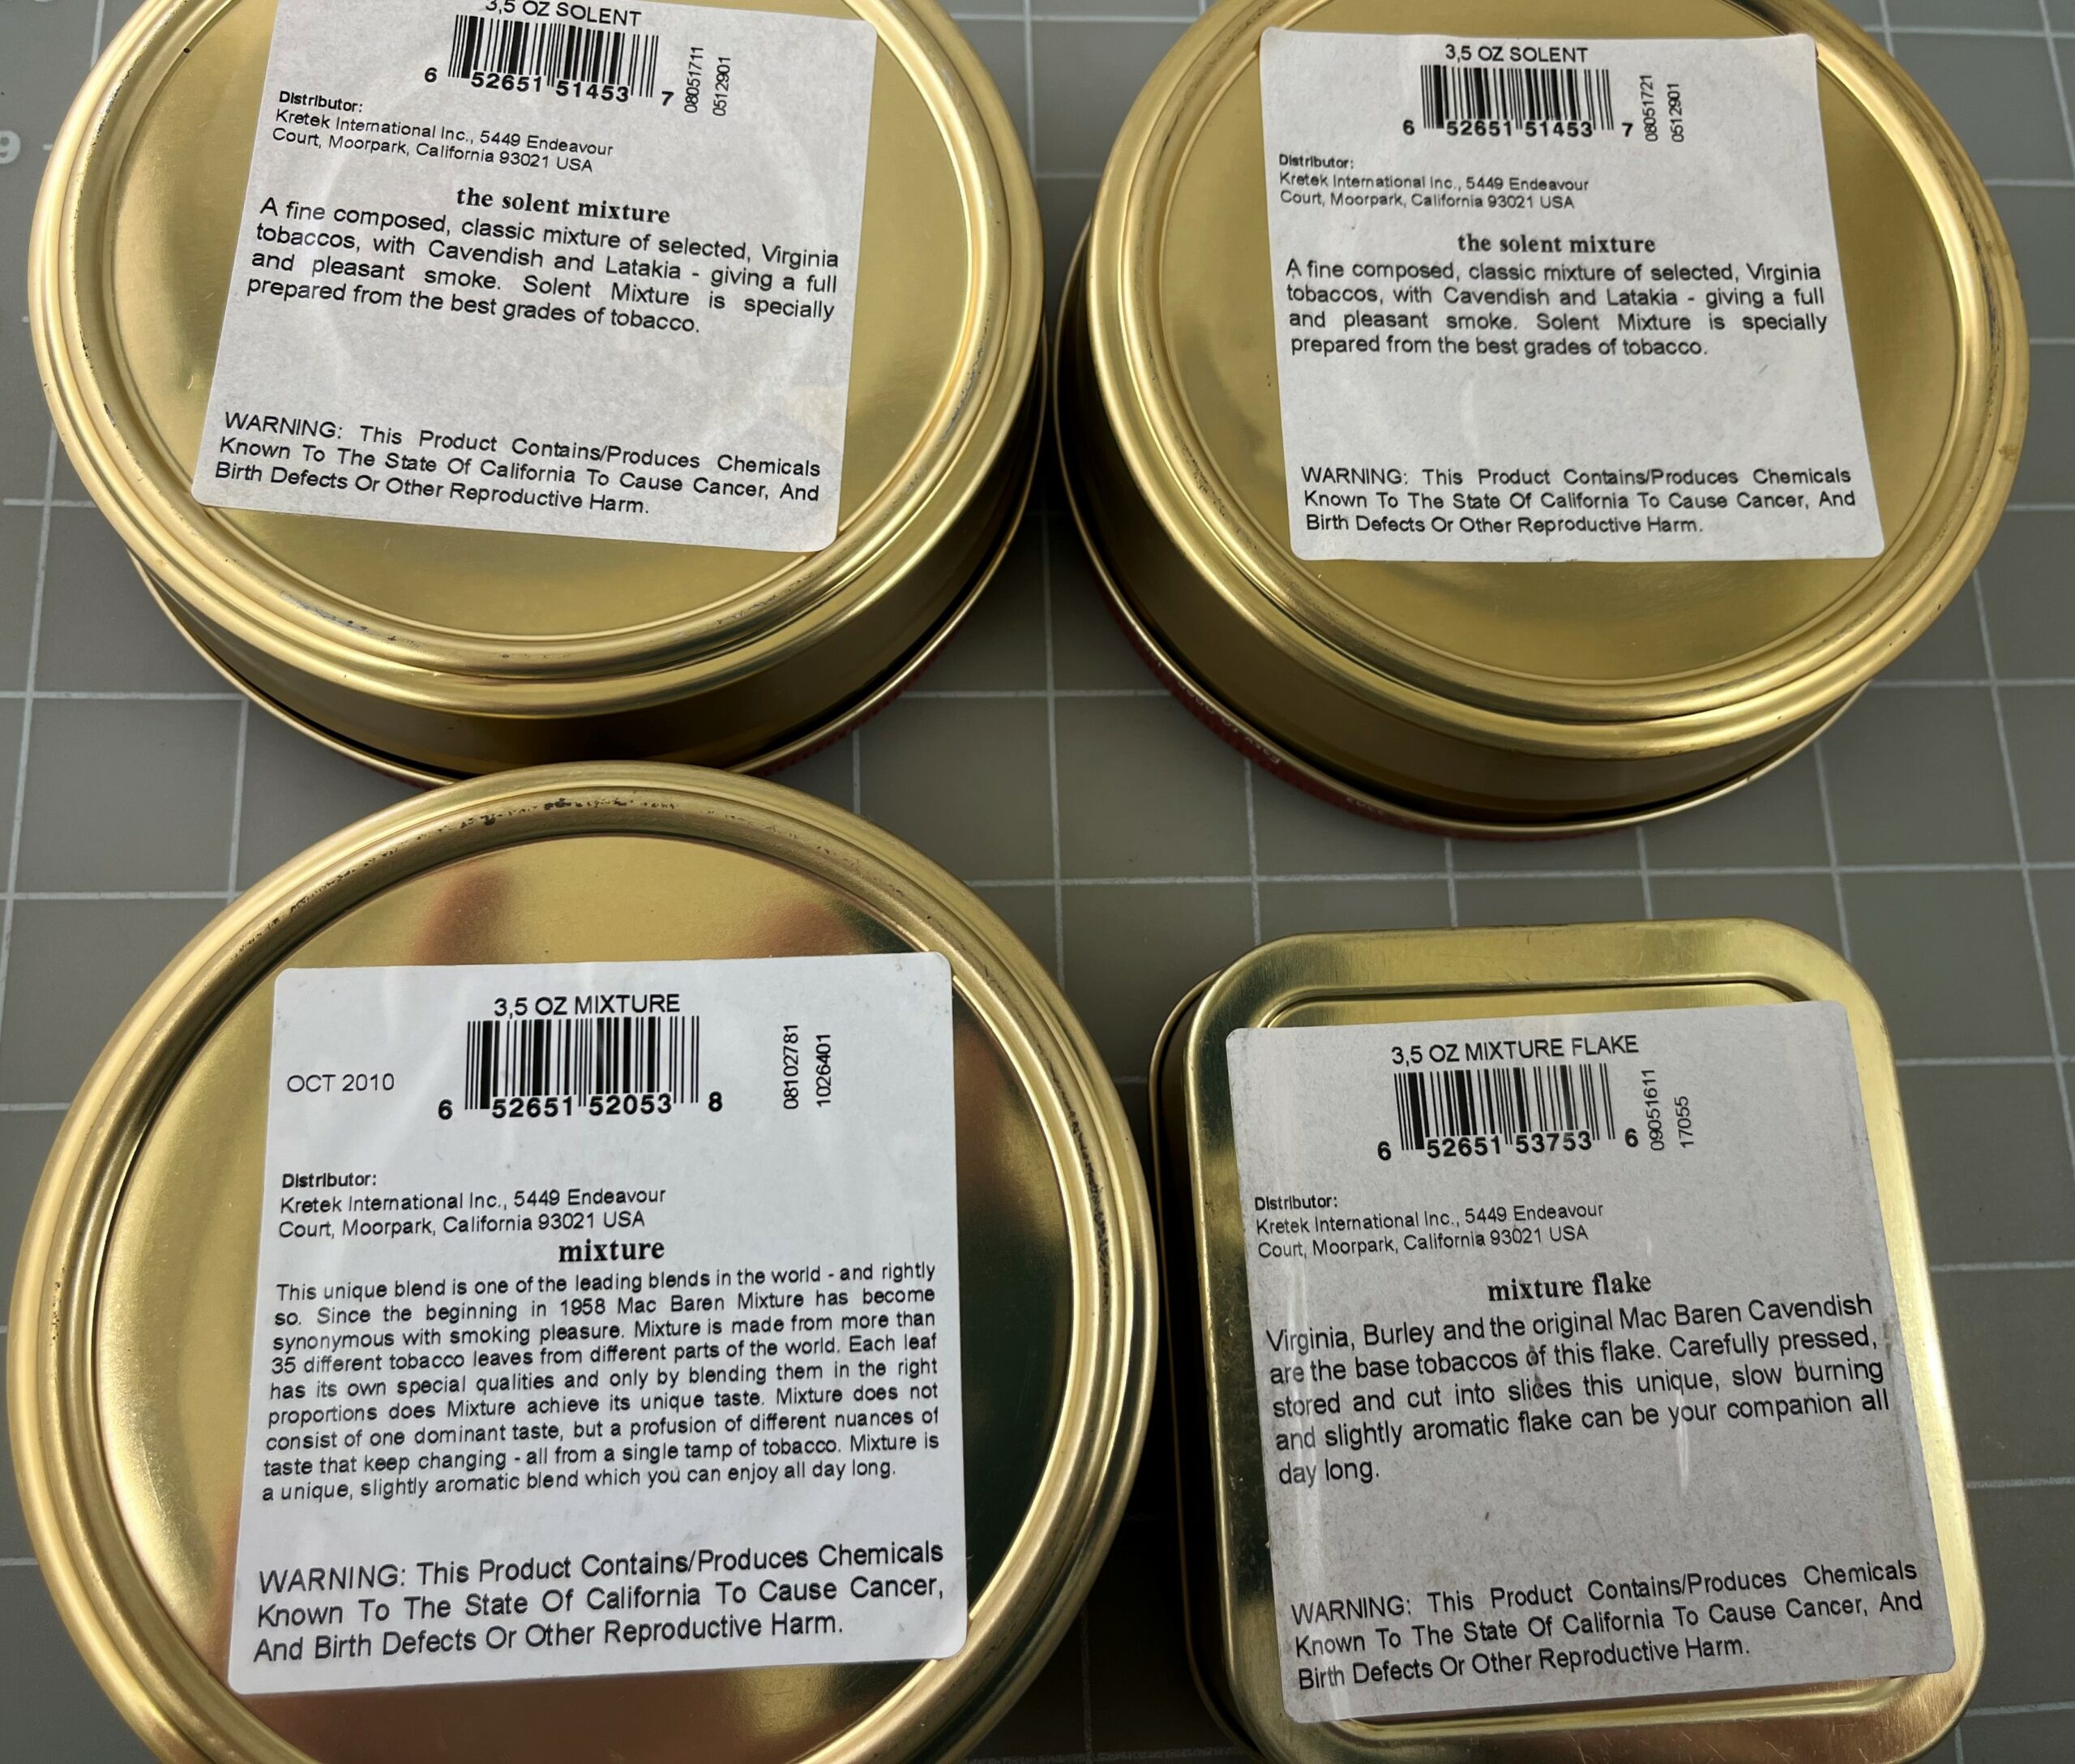 3,5 OZ SOLENT
6 52651 51453 7
08051711
0512901
Distributor:
Kretek International Inc., 5449 Endeavour
Court, Moorpark, California 93021 USA
the solent mixture
A fine composed, classic mixture of selected, Virginia
tobaccos, with Cavendish and Latakia - giving a full
and pleasant smoke. Solent Mixture is specially
prepared from the best grades of tobacco.
WARNING: This Product Contains/Produces Chemicals
Known To The State Of California To Cause Cancer, And
Birth Defects Or Other Reproductive Harm.
3,5 OZ SOLENT
6 52651 51453 7
08051721
0512901
Distributor:
Kretek International Inc., 5449 Endeavour
Court, Moorpark, California 93021 USA
the solent mixture
A fine composed, classic mixture of selected, Virginia
tobaccos, with Cavendish and Latakia - giving a full
and pleasant smoke. Solent Mixture is specially
prepared from the best grades of tobacco.
WARNING: This Product Contains/Produces Chemicals
Known To The State Of California To Cause Cancer, And
Birth Defects Or Other Reproductive Harm.
9
3,5 OZ MIXTURE
OCT 2010
6 52651 52053 8
08102781
1026401
Distributor:
Kretek International Inc., 5449 Endeavour
Court, Moorpark, California 93021 USA
mixture
This unique blend is one of the leading blends in the world - and rightly
so. Since the beginning in 1958 Mac Baren Mixture has become
synonymous with smoking pleasure. Mixture is made from more than
35 different tobacco leaves from different parts of the world. Each leaf
has its own special qualities and only by blending them in the right
proportions does Mixture achieve its unique taste. Mixture does not
consist of one dominant taste, but a profusion of different nuances of
taste that keep changing - all from a single tamp of tobacco. Mixture is
a unique, slightly aromatic blend which you can enjoy all day long.
WARNING: This Product Contains/Produces Chemicals
Known To The State Of California To Cause Cancer,
And Birth Defects Or Other Reproductive Harm.
3,5 OZ MIXTURE FLAKE
6 52651 53753 6
09051611
17055
Distributor:
Kretek International Inc., 5449 Endeavour
Court, Moorpark, California 93021 USA
mixture flake
Virginia, Burley and the original Mac Baren Cavendish
are the base tobaccos of this flake. Carefully pressed,
stored and cut into slices this unique, slow burning
and slightly aromatic flake can be your companion all
day long.
WARNING: This Product Contains/Produces Chemicals
Known To The State Of California To Cause Cancer, And
Birth Defects Or Other Reproductive Harm.